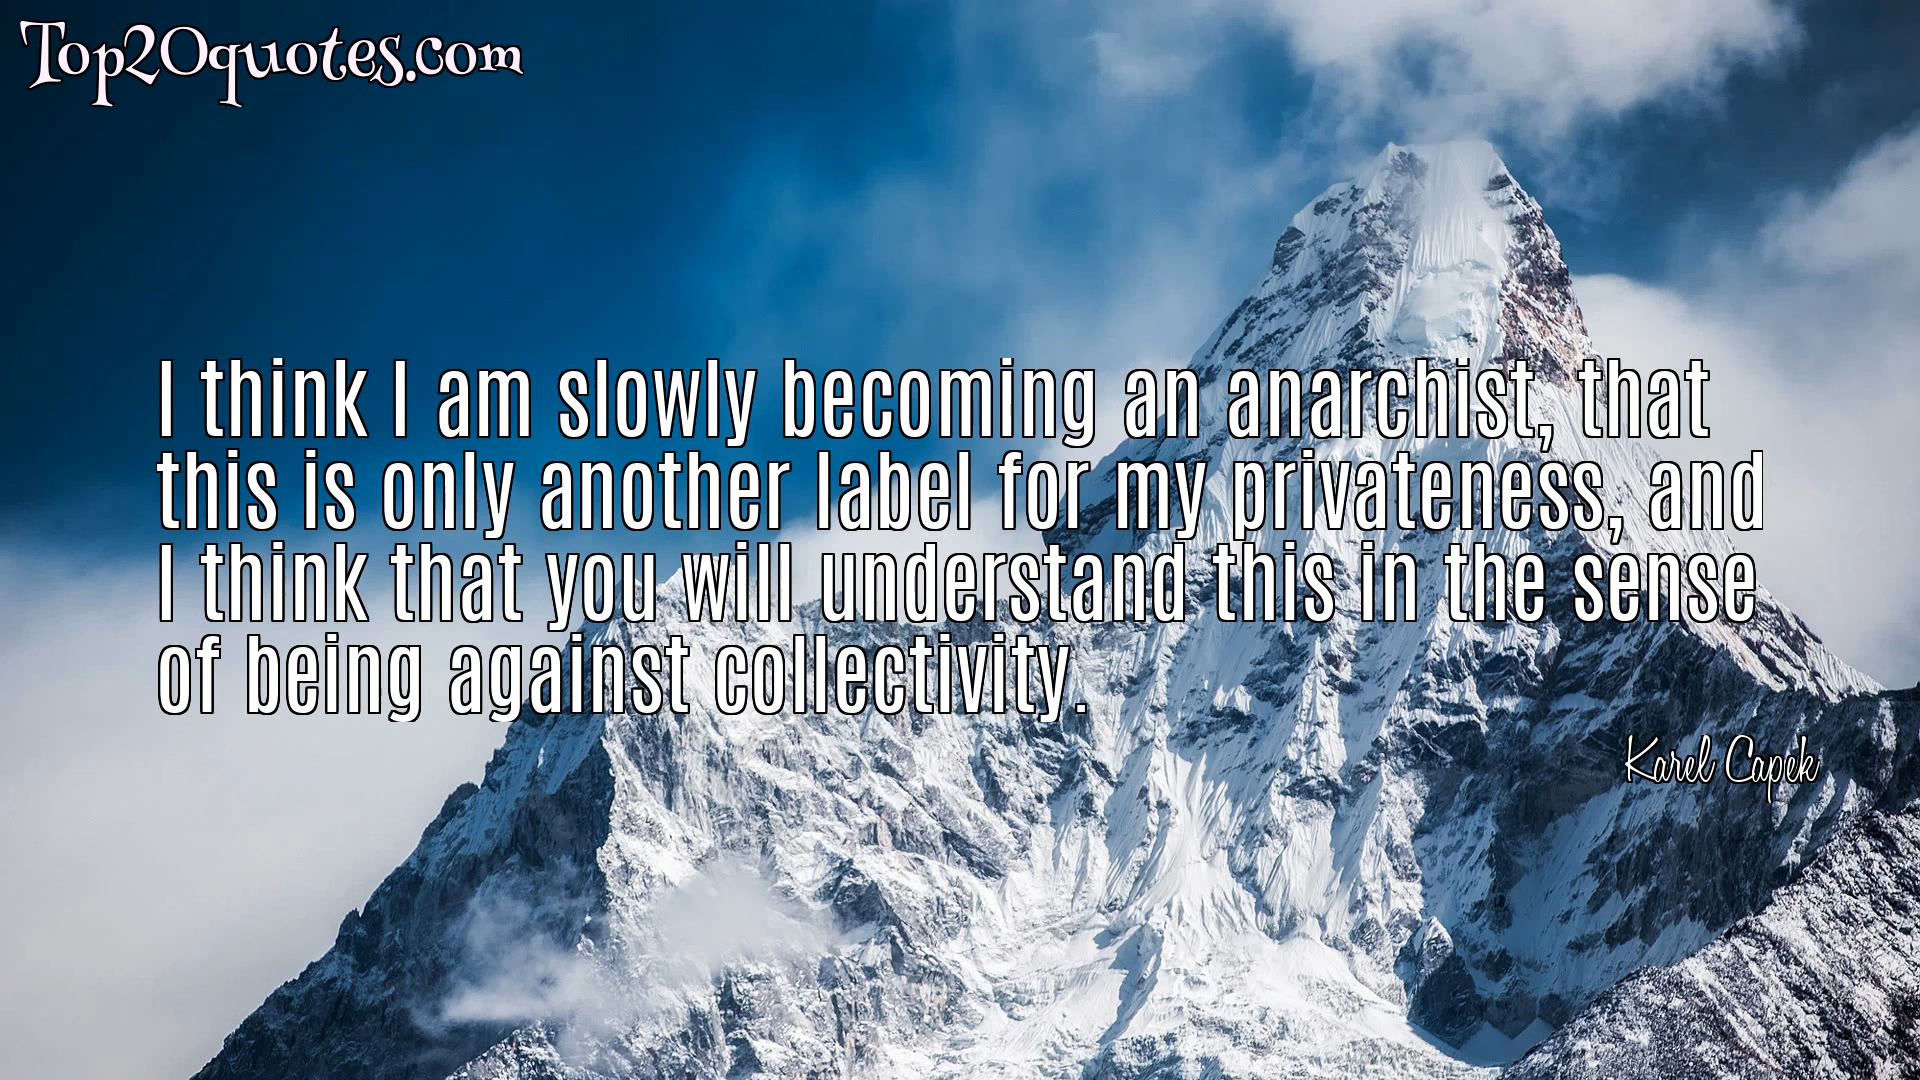 Top20quotes.com
I think I am slowly becoming an anarchist, that
this is only another label for my privateness, and
I think that you will understand this in the sense
of being against collectivity.
Karel Capek